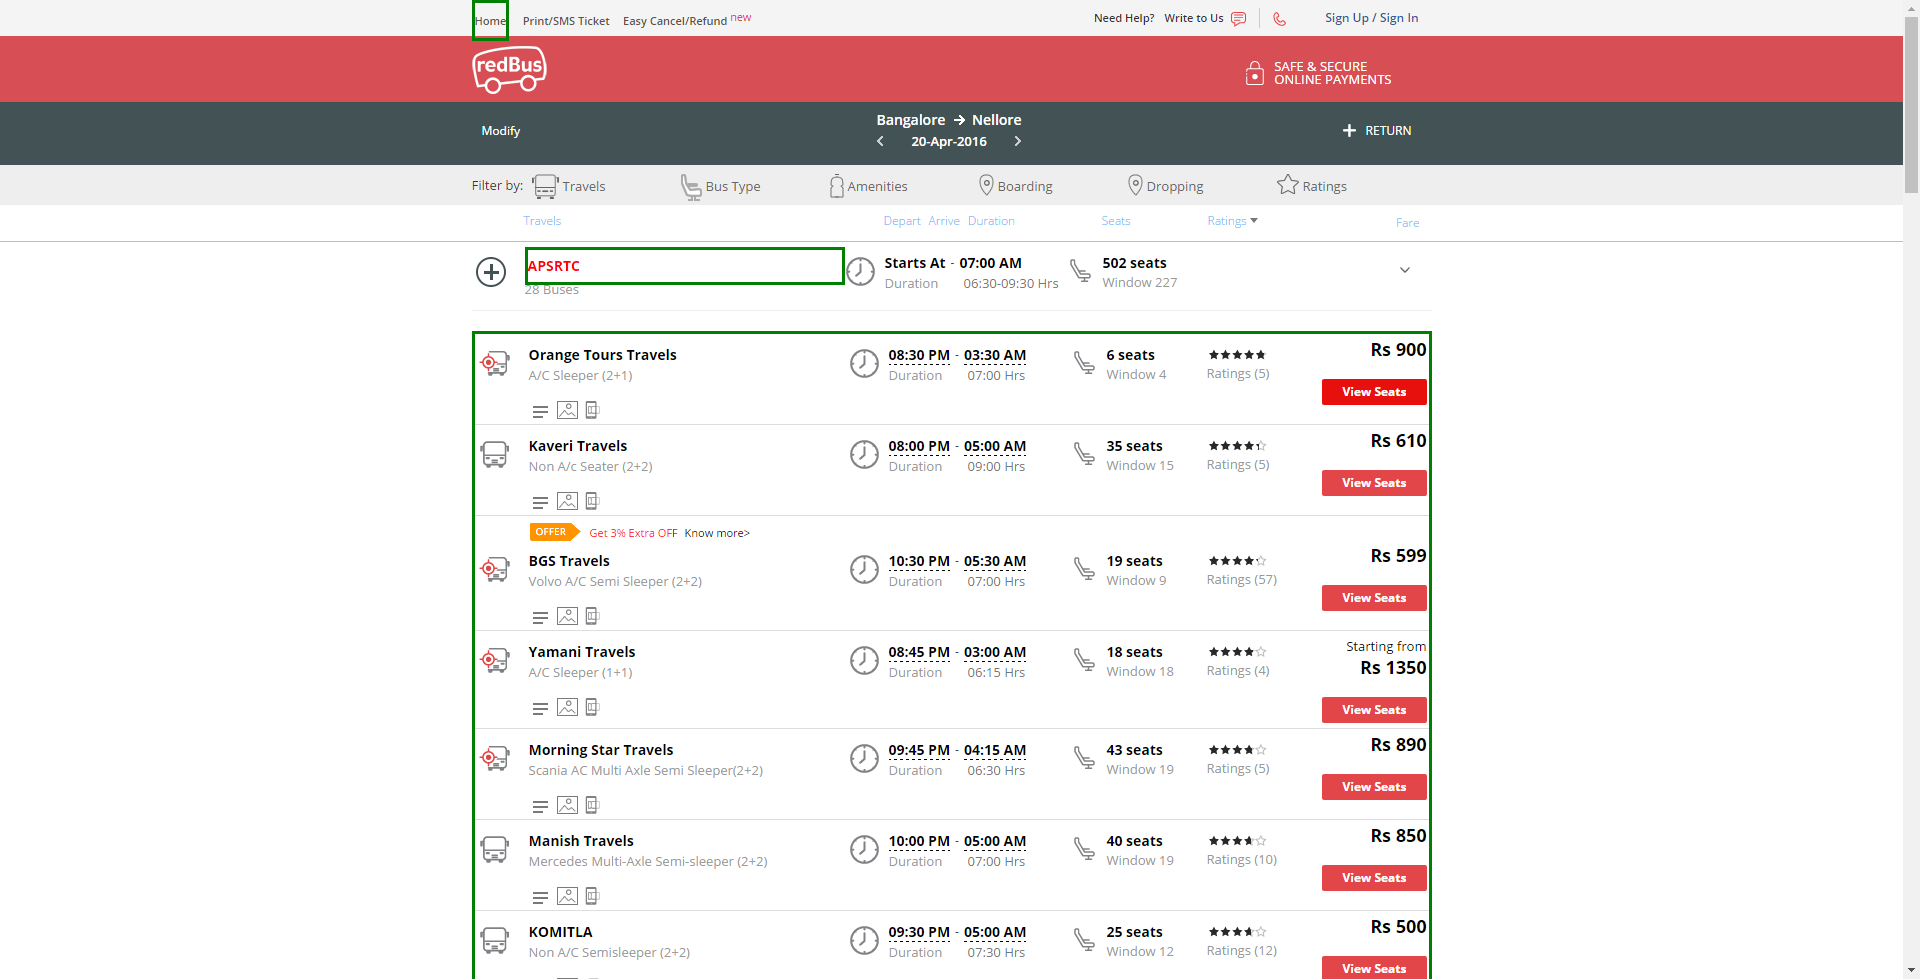 Home Print/SMS Ticket Easy Cancel/Refund new Need Help? Write to Us Sign Up / Sign In
redBus SAFE & SECURE
ONLINE PAYMENTS
Modify Bangalore → Nellore + RETURN
< 20-Apr-2016 >
Filter by: Travels Bus Type Amenities Boarding Dropping Ratings
Travels Depart Arrive Duration Seats Ratings Fare
APSRTC Starts At - 07:00 AM 502 seats
28 Buses Duration 06:30-09:30 Hrs Window 227
Orange Tours Travels 08:30 PM - 03:30 AM 6 seats Rs 900
A/C Sleeper (2+1) Duration 07:00 Hrs Window 4 Ratings (5)
View Seats
Kaveri Travels 08:00 PM - 05:00 AM 35 seats Rs 610
Non A/c Seater (2+2) Duration 09:00 Hrs Window 15 Ratings (5)
View Seats
OFFER Get 3% Extra OFF Know more>
BGS Travels 10:30 PM - 05:30 AM 19 seats Rs 599
Volvo A/C Semi Sleeper (2+2) Duration 07:00 Hrs Window 9 Ratings (57)
View Seats
Starting from
Yamani Travels 08:45 PM - 03:00 AM 18 seats Rs 1350
A/C Sleeper (1+1) Duration 06:15 Hrs Window 18 Ratings (4)
View Seats
Morning Star Travels 09:45 PM - 04:15 AM 43 seats Rs 890
Scania AC Multi Axle Semi Sleeper(2+2) Duration 06:30 Hrs Window 19 Ratings (5)
View Seats
Manish Travels 10:00 PM - 05:00 AM 40 seats Rs 850
Mercedes Multi-Axle Semi-sleeper (2+2) Duration 07:00 Hrs Window 19 Ratings (10)
View Seats
KOMITLA 09:30 PM - 05:00 AM 25 seats Rs 500
Non A/C Semisleeper (2+2) Duration 07:30 Hrs Window 12 Ratings (12)
View Seats